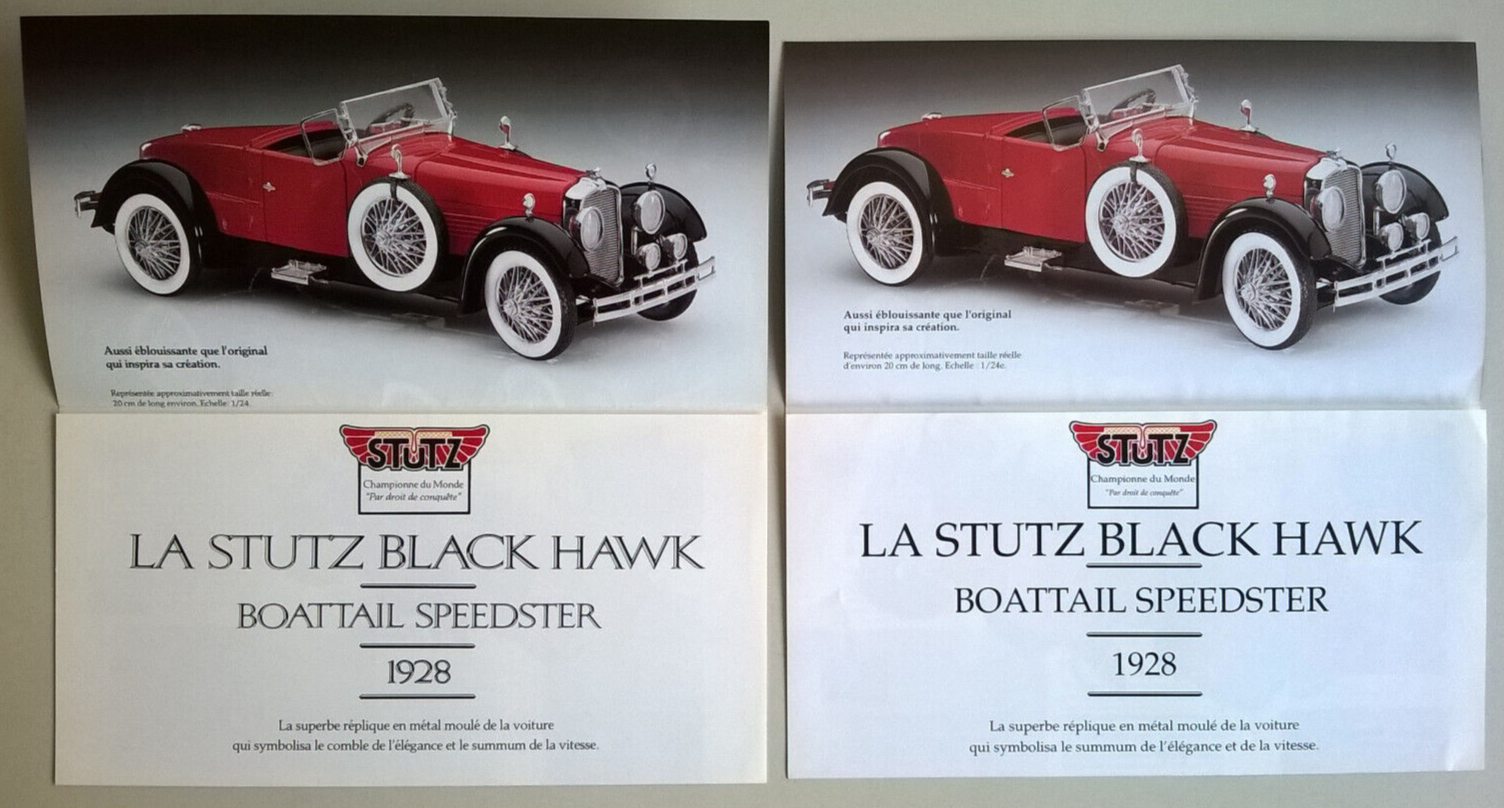 Aussi éblouissante que l'original
qui inspira sa création.
Représentée approximativement taille réelle:
20 cm de long environ. Echelle: 1/24.
STUTZ
Championne du Monde
"Par droit de conquête"
LA STUTZ BLACK HAWK
BOATTAIL SPEEDSTER
1928
La superbe réplique en métal moulé de la voiture
qui symbolisa le comble de l'élégance et le summum de la vitesse.
Aussi éblouissante que l'original
qui inspira sa création.
Représentée approximativement taille réelle
d'environ 20 cm de long. Echelle : 1/24e.
STUTZ
Championne du Monde
"Par droit de conquête"
LA STUTZ BLACK HAWK
BOATTAIL SPEEDSTER
1928
La superbe réplique en métal moulé de la voiture
qui symbolisa le summum de l'élégance et de la vitesse.